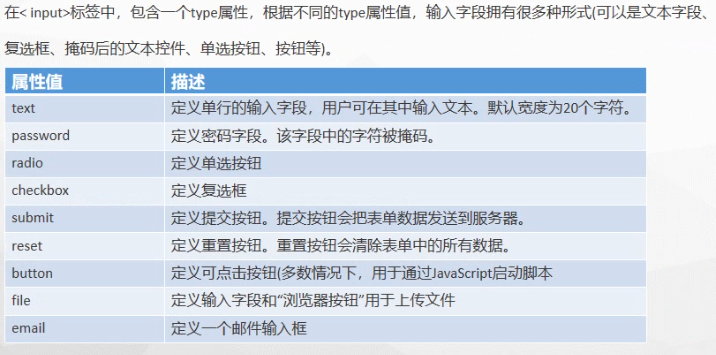 在< input>标签中，包含一个type属性，根据不同的type属性值，输入字段拥有很多种形式(可以是文本字段、
复选框、掩码后的文本控件、单选按钮、按钮等)。
属性值 描述
text 定义单行的输入字段，用户可在其中输入文本。默认宽度为20个字符。
password 定义密码字段。该字段中的字符被掩码。
radio 定义单选按钮
checkbox 定义复选框
submit 定义提交按钮。提交按钮会把表单数据发送到服务器。
reset 定义重置按钮。重置按钮会清除表单中的所有数据。
button 定义可点击按钮(多数情况下，用于通过JavaScript启动脚本
file 定义输入字段和“浏览器按钮”用于上传文件
email 定义一个邮件输入框